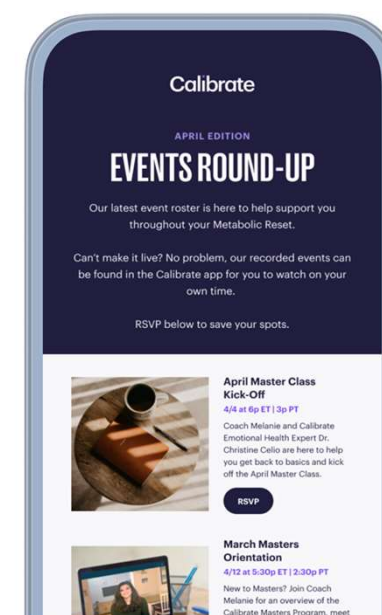 Calibrate
APRIL EDITION
EVENTS ROUND-UP
Our latest event roster is here to help support you
throughout your Metabolic Reset.
Can't make it live? No problem, our recorded events can
be found in the Calibrate app for you to watch on your
own time.
RSVP below to save your spots.
April Master Class
Kick-Off
4/4 at 6p ET | 3p PT
Coach Melanie and Calibrate
Emotional Health Expert Dr.
Christine Celio are here to help
you get back to basics and kick
off the April Master Class.
RSVP
March Masters
Orientation
4/12 at 5:30p ET | 2:30p PT
New to Masters? Join Coach
Melanie for an overview of the
Calibrate Masters Program, meet